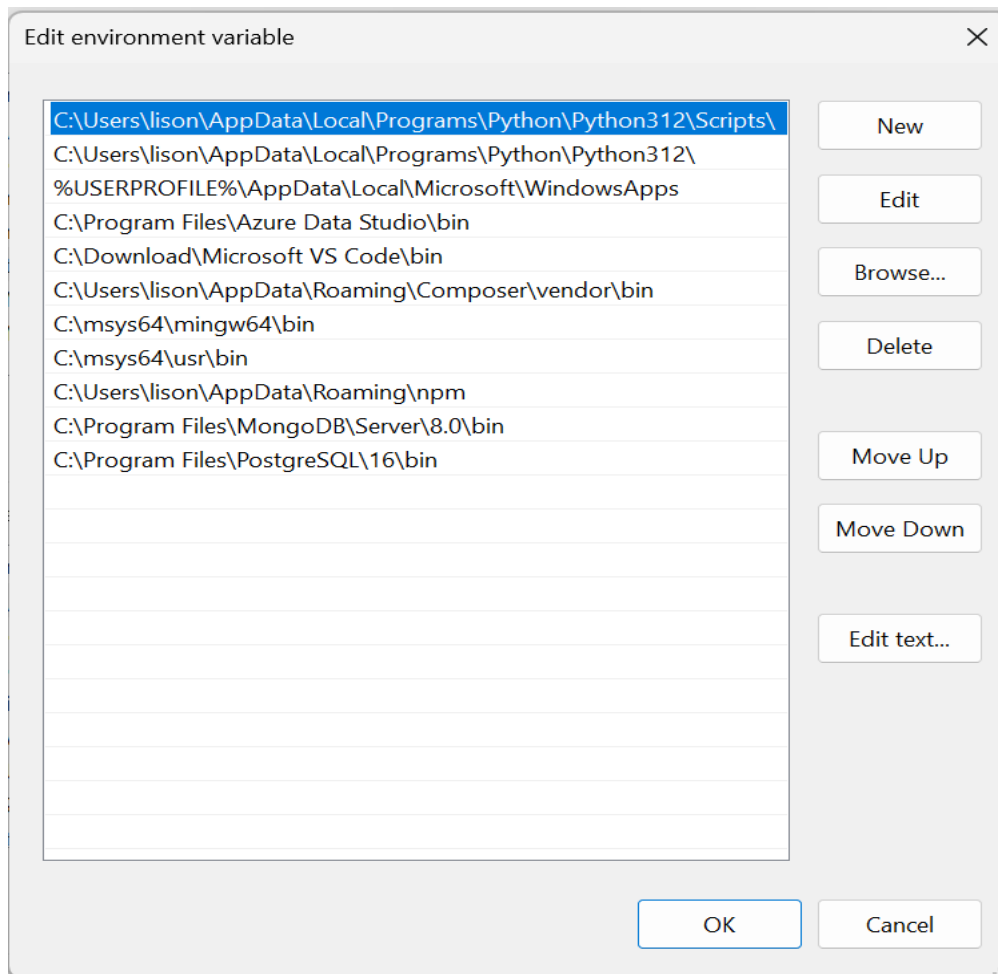 Edit environment variable
C:\Users\lison\AppData\Local\Programs\Python\Python312\Scripts\
C:\Users\lison\AppData\Local\Programs\Python\Python312\
%USERPROFILE%\AppData\Local\Microsoft\WindowsApps
C:\Program Files\Azure Data Studio\bin
C:\Download\Microsoft VS Code\bin
C:\Users\lison\AppData\Roaming\Composer\vendor\bin
C:\msys64\mingw64\bin
C:\msys64\usr\bin
C:\Users\lison\AppData\Roaming\npm
C:\Program Files\MongoDB\Server\8.0\bin
C:\Program Files\PostgreSQL\16\bin
New
Edit
Browse...
Delete
Move Up
Move Down
Edit text...
OK
Cancel